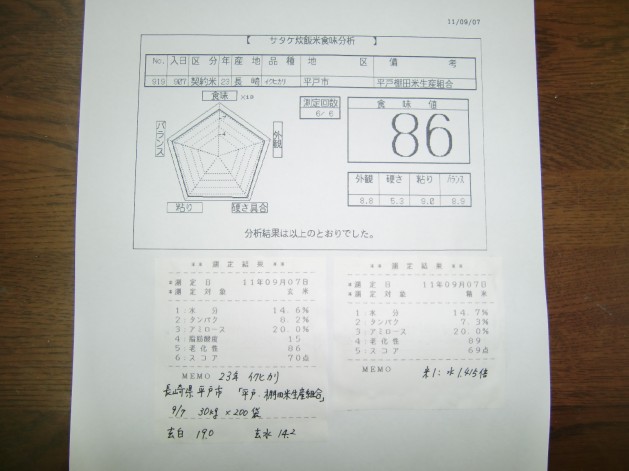 11/09/07
【 サタケ炊飯米食味分析 】
No. 入日 区分 年 産地 品種 地区 備考
919 907 契約米 23 長崎 イクヒカリ 平戸市 平戸棚田米生産組合
食味
外観
硬さ具合
粘り
バランス
測定回数
6/6
食味値
86
外観 硬さ 粘り バランス
8.8 5.3 9.0 8.9
分析結果は以上のとおりでした。
** 測定結果 **
*測定日 11年09月07日
*測定対象 玄米
1:水分 14.6%
2:タンパク 8.2%
3:アミロース 20.0%
4:脂肪酸度 15
5:老化性 86
6:スコア 70点
MEMO 23年 イクヒカリ
長崎県平戸市 「平戸・棚田米生産組合」
9/7 30kg×200袋
玄白 19.0 玄水 14.2
** 測定結果 **
*測定日 11年09月07日
*測定対象 精米
1:水分 14.7%
2:タンパク 7.3%
3:アミロース 20.0%
4:老化性 89
5:スコア 69点
MEMO 米1:水1.415倍